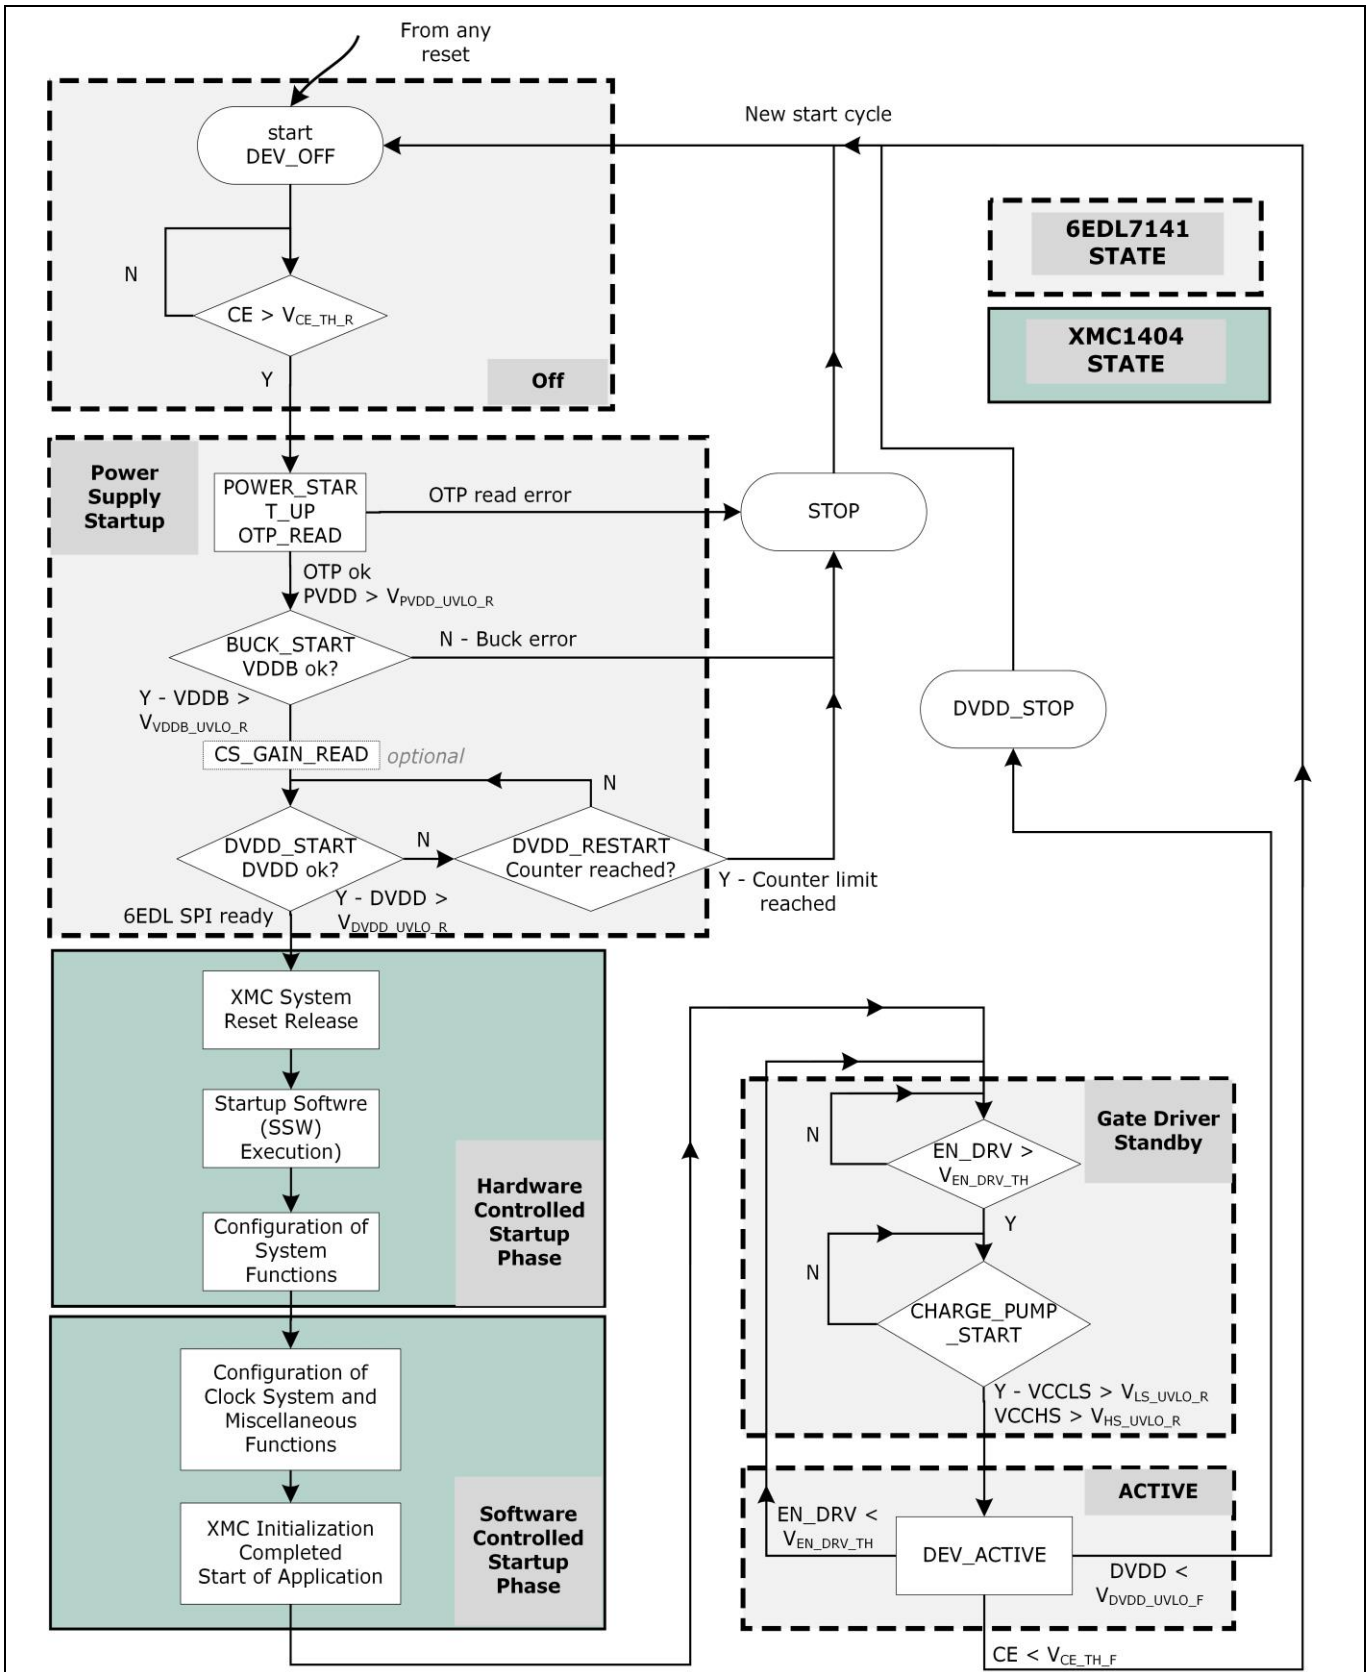 From any
reset
start
DEV_OFF
New start cycle
N
CE > VCE_TH_R
Y
Off
6EDL7141
STATE
XMC1404
STATE
Power
Supply
Startup
POWER_STAR
T_UP
OTP_READ
OTP read error
STOP
OTP ok
PVDD > VPVDD_UVLO_R
BUCK_START
VDDB ok?
N - Buck error
Y - VDDB >
VVDDB_UVLO_R
CS_GAIN_READ optional
N
DVDD_START
DVDD ok?
N
DVDD_RESTART
Counter reached?
Y - Counter limit
reached
Y - DVDD >
VDVDD_UVLO_R
6EDL SPI ready
DVDD_STOP
XMC System
Reset Release
Startup Softwre
(SSW)
Execution)
Configuration of
System
Functions
Hardware
Controlled
Startup
Phase
Configuration of
Clock System and
Miscellaneous
Functions
XMC Initialization
Completed
Start of Application
Software
Controlled
Startup
Phase
Gate Driver
Standby
N
EN_DRV >
VEN_DRV_TH
Y
N
CHARGE_PUMP
_START
Y - VCCLS > VLS_UVLO_R
VCCHS > VHS_UVLO_R
ACTIVE
EN_DRV <
VEN_DRV_TH
DEV_ACTIVE
DVDD <
VDVDD_UVLO_F
CE < VCE_TH_F